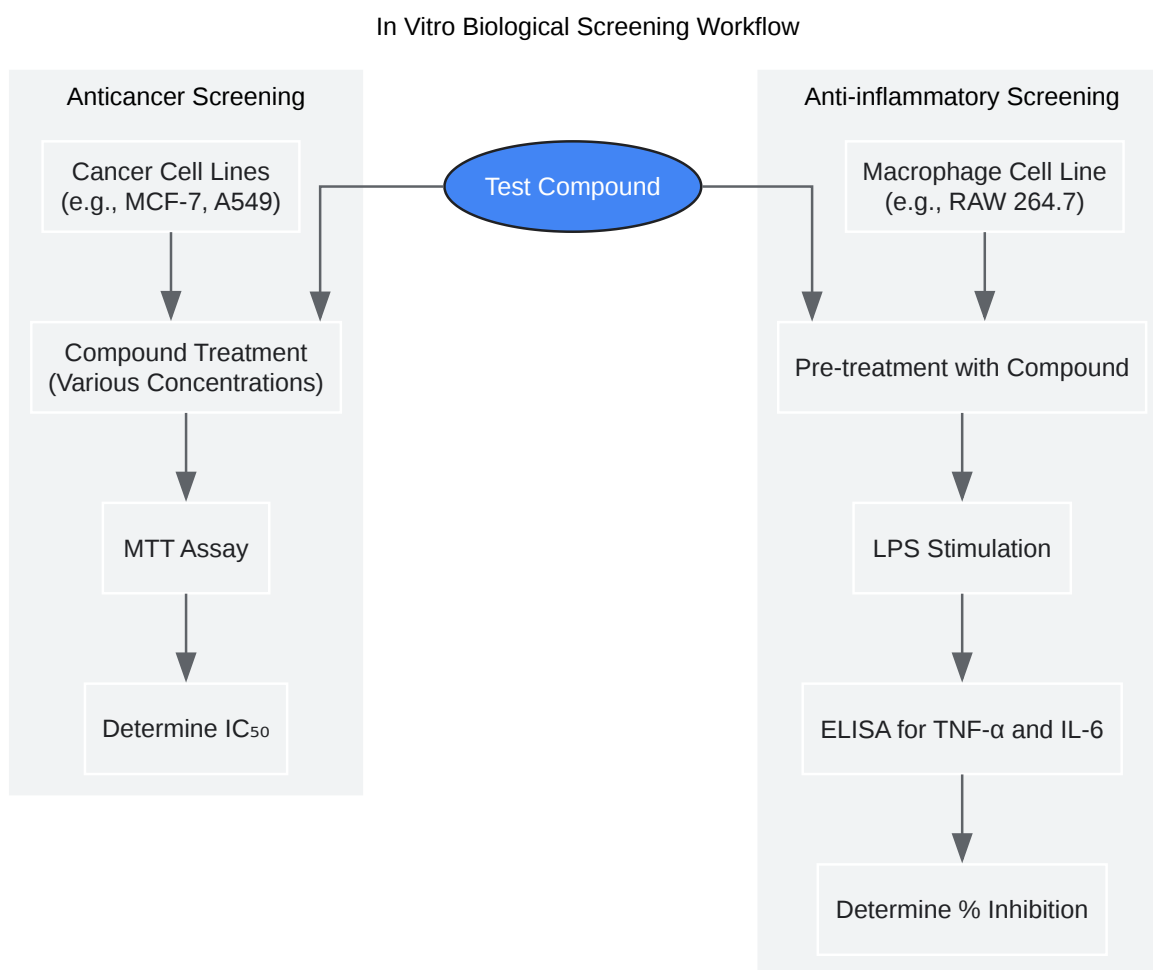 In Vitro Biological Screening Workflow
Anticancer Screening
Cancer Cell Lines
(e.g., MCF-7, A549)
Compound Treatment
(Various Concentrations)
MTT Assay
Determine IC₅₀
Test Compound
Anti-inflammatory Screening
Macrophage Cell Line
(e.g., RAW 264.7)
Pre-treatment with Compound
LPS Stimulation
ELISA for TNF-α and IL-6
Determine % Inhibition